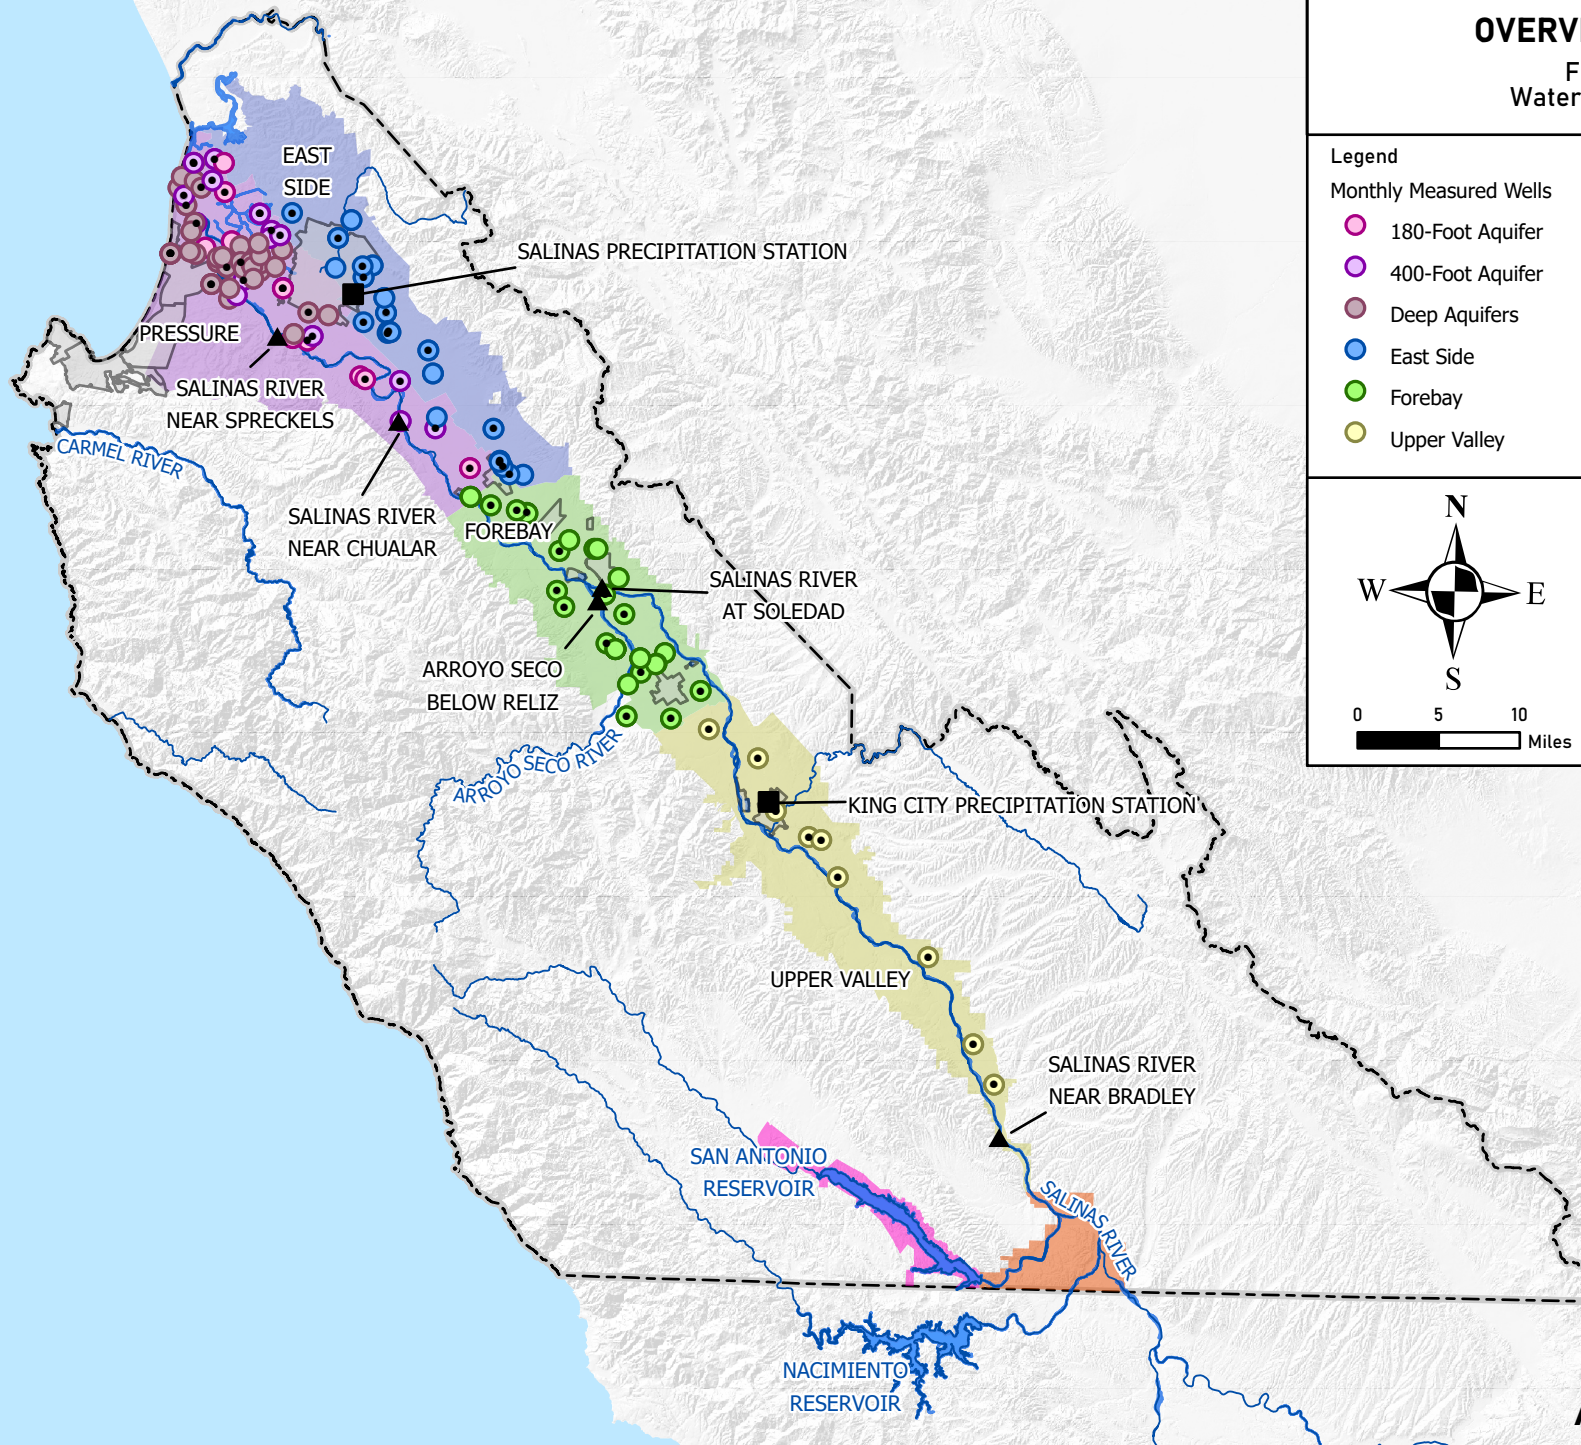 OVERV
F
Water
Legend
Monthly Measured Wells
180-Foot Aquifer
400-Foot Aquifer
Deep Aquifers
East Side
Forebay
Upper Valley
N
W
E
S
0 5 10
Miles
EAST
SIDE
SALINAS PRECIPITATION STATION
PRESSURE
SALINAS RIVER
NEAR SPRECKELS
CARMEL RIVER
SALINAS RIVER
NEAR CHUALAR
FOREBAY
SALINAS RIVER
AT SOLEDAD
ARROYO SECO
BELOW RELIZ
ARROYO SECO RIVER
KING CITY PRECIPITATION STATION
UPPER VALLEY
SALINAS RIVER
NEAR BRADLEY
SAN ANTONIO
RESERVOIR
SALINAS RIVER
NACIMIENTO
RESERVOIR